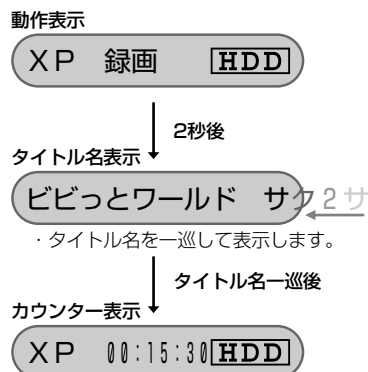 動作表示
ＸＰ 録画 HDD
2秒後
タイトル名表示
ビビっとワールド サク２サ
・タイトル名を一巡して表示します。
タイトル名一巡後
カウンター表示
ＸＰ 00:15:30 HDD